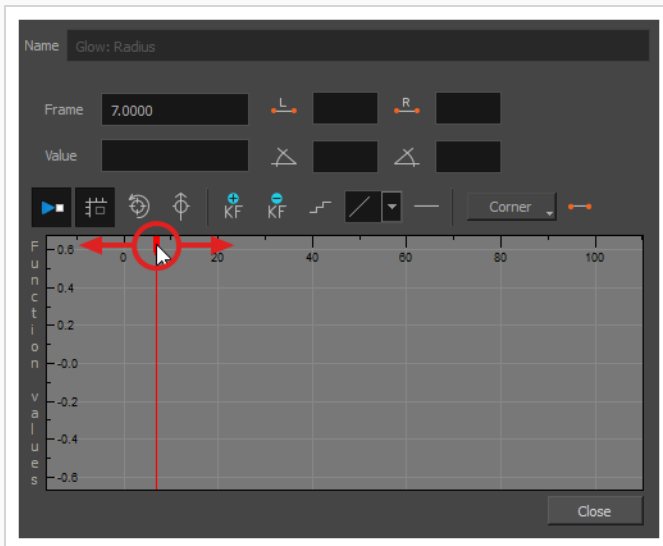 Name Glow: Radius
Frame 7.0000 L R
Value
KF KF Corner
Function values
0 20 40 60 80 100
-0.6
-0.4
-0.2
-0.0
-0.2
-0.4
-0.6
Close